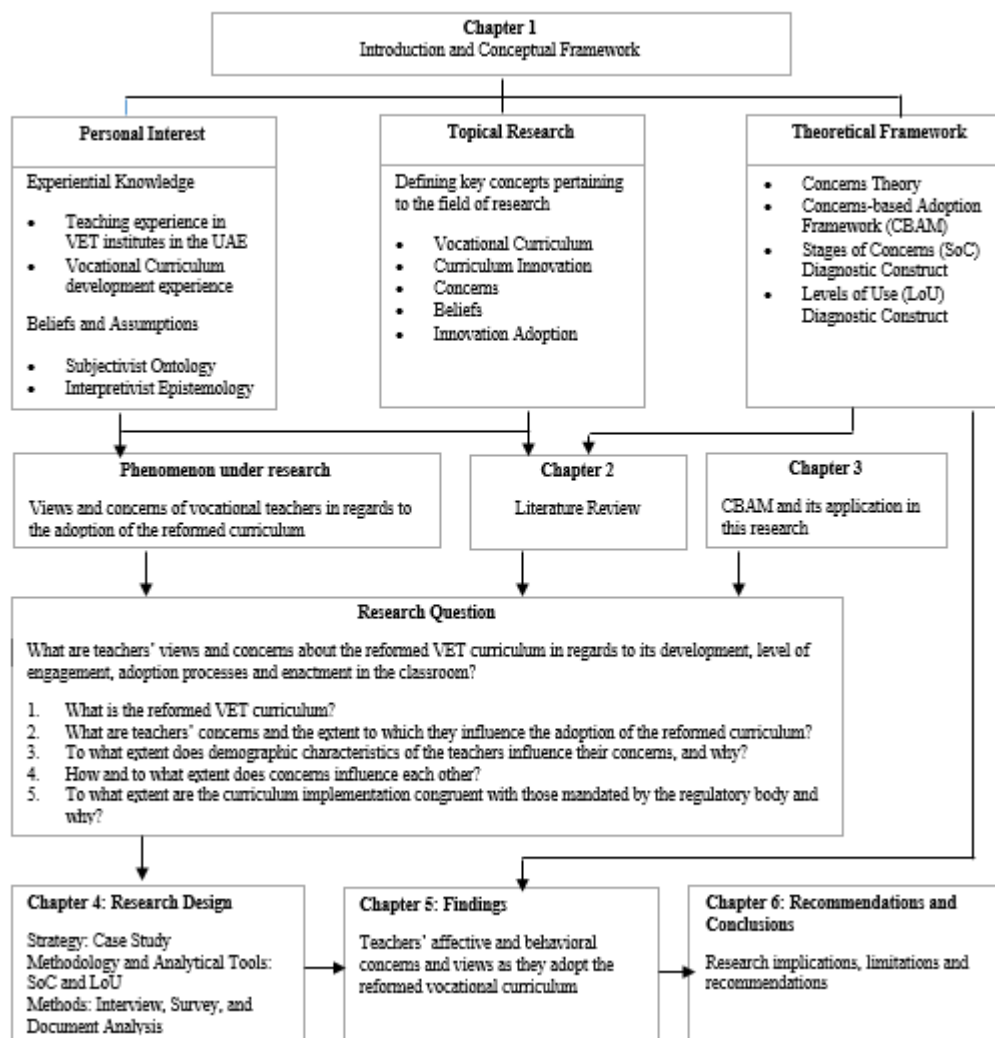 Chapter 1
Introduction and Conceptual Framework
Personal Interest
Experiential Knowledge
• Teaching experience in
VET institutes in the UAE
• Vocational Curriculum
development experience
Beliefs and Assumptions
• Subjectivist Ontology
• Interpretivist Epistemology
Topical Research
Defining key concepts pertaining
to the field of research
• Vocational Curriculum
• Curriculum Innovation
• Concerns
• Beliefs
• Innovation Adoption
Theoretical Framework
• Concerns Theory
• Concerns-based Adoption
Framework (CBAM)
• Stages of Concerns (SoC)
Diagnostic Construct
• Levels of Use (LoU)
Diagnostic Construct
Phenomenon under research
Views and concerns of vocational teachers in regards to
the adoption of the reformed curriculum
Chapter 2
Literature Review
Chapter 3
CBAM and its application in
this research
Research Question
What are teachers' views and concerns about the reformed VET curriculum in regards to its development, level of
engagement, adoption processes and enactment in the classroom?
1. What is the reformed VET curriculum?
2. What are teachers' concerns and the extent to which they influence the adoption of the reformed curriculum?
3. To what extent does demographic characteristics of the teachers influence their concerns, and why?
4. How and to what extent does concerns influence each other?
5. To what extent are the curriculum implementation congruent with those mandated by the regulatory body and
why?
Chapter 4: Research Design
Strategy: Case Study
Methodology and Analytical Tools:
SoC and LoU
Methods: Interview, Survey, and
Document Analysis
Chapter 5: Findings
Teachers' affective and behavioral
concerns and views as they adopt the
reformed vocational curriculum
Chapter 6: Recommendations and
Conclusions
Research implications, limitations and
recommendations